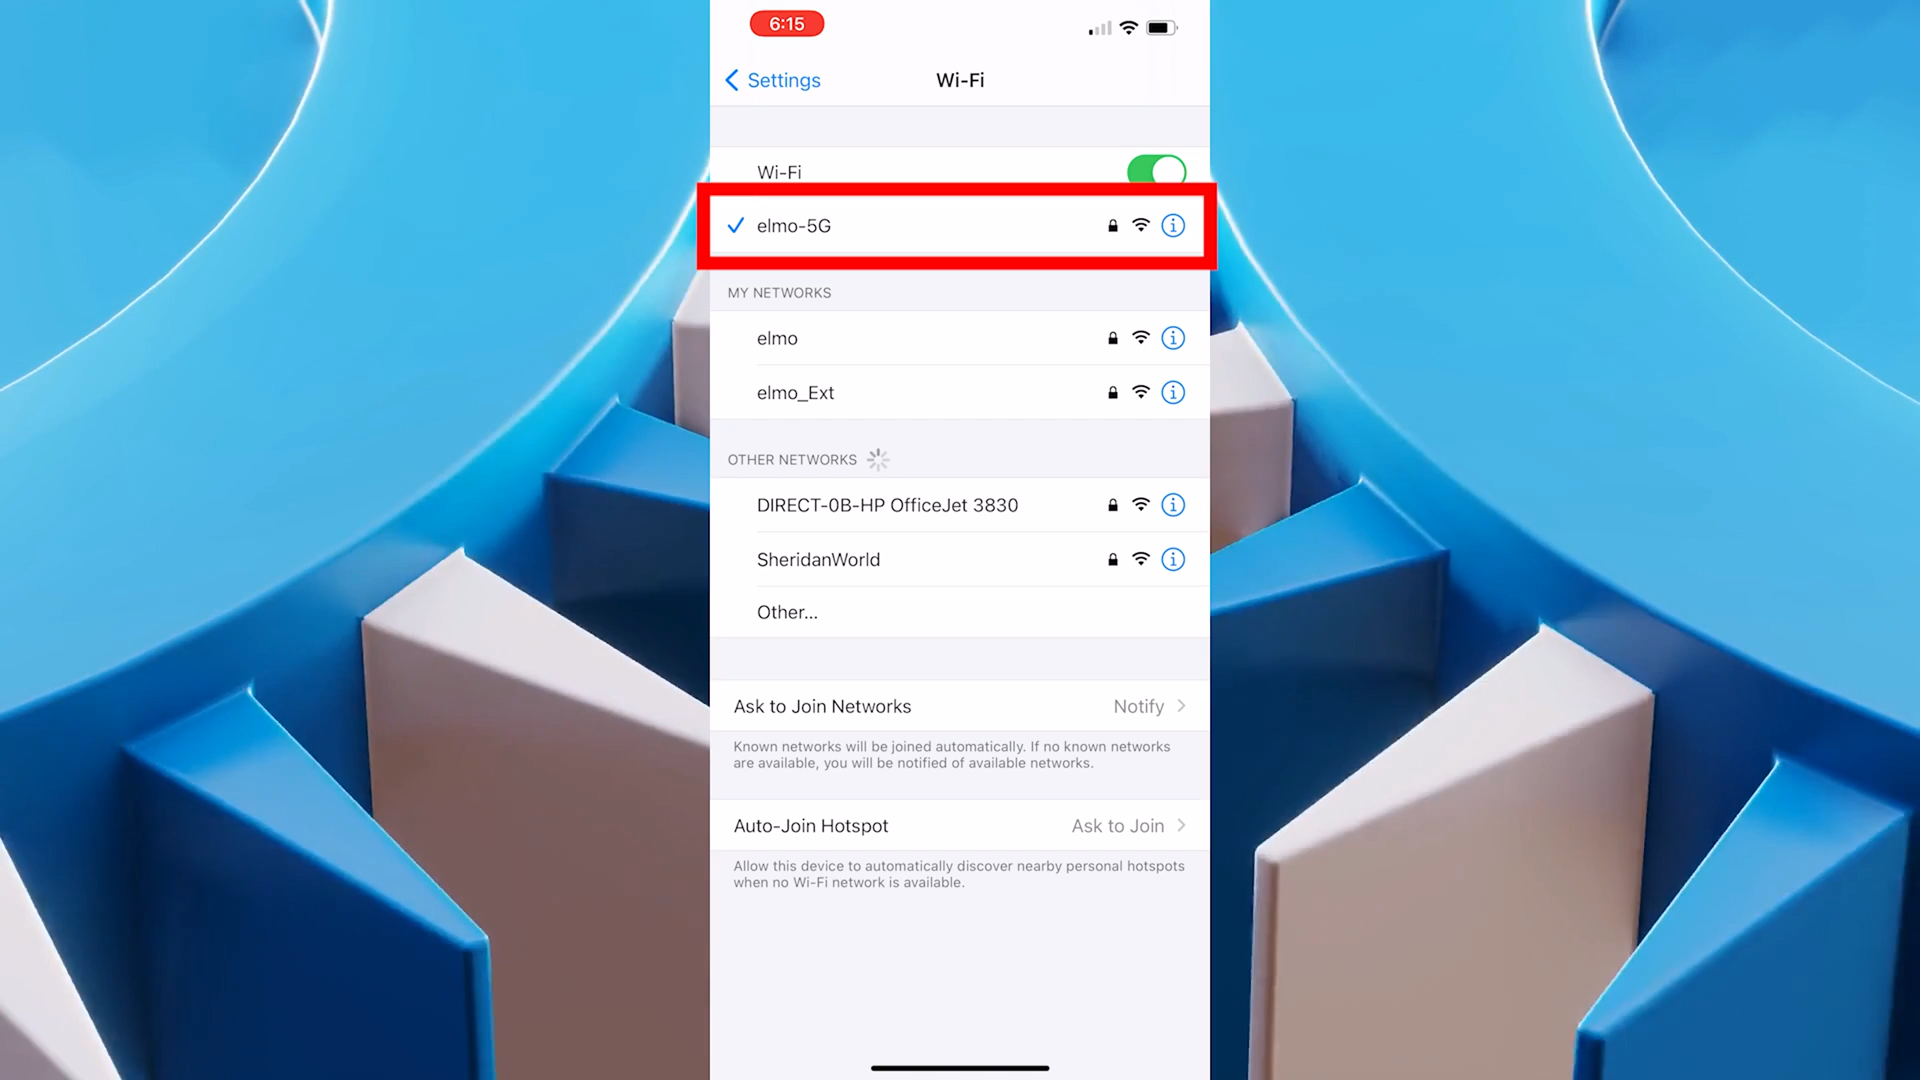 6:15
Settings
Wi-Fi
Wi-Fi
elmo-5G
MY NETWORKS
elmo
elmo_Ext
OTHER NETWORKS
DIRECT-0B-HP OfficeJet 3830
SheridanWorld
Other...
Ask to Join Networks Notify
Known networks will be joined automatically. If no known networks
are available, you will be notified of available networks.
Auto-Join Hotspot Ask to Join
Allow this device to automatically discover nearby personal hotspots
when no Wi-Fi network is available.